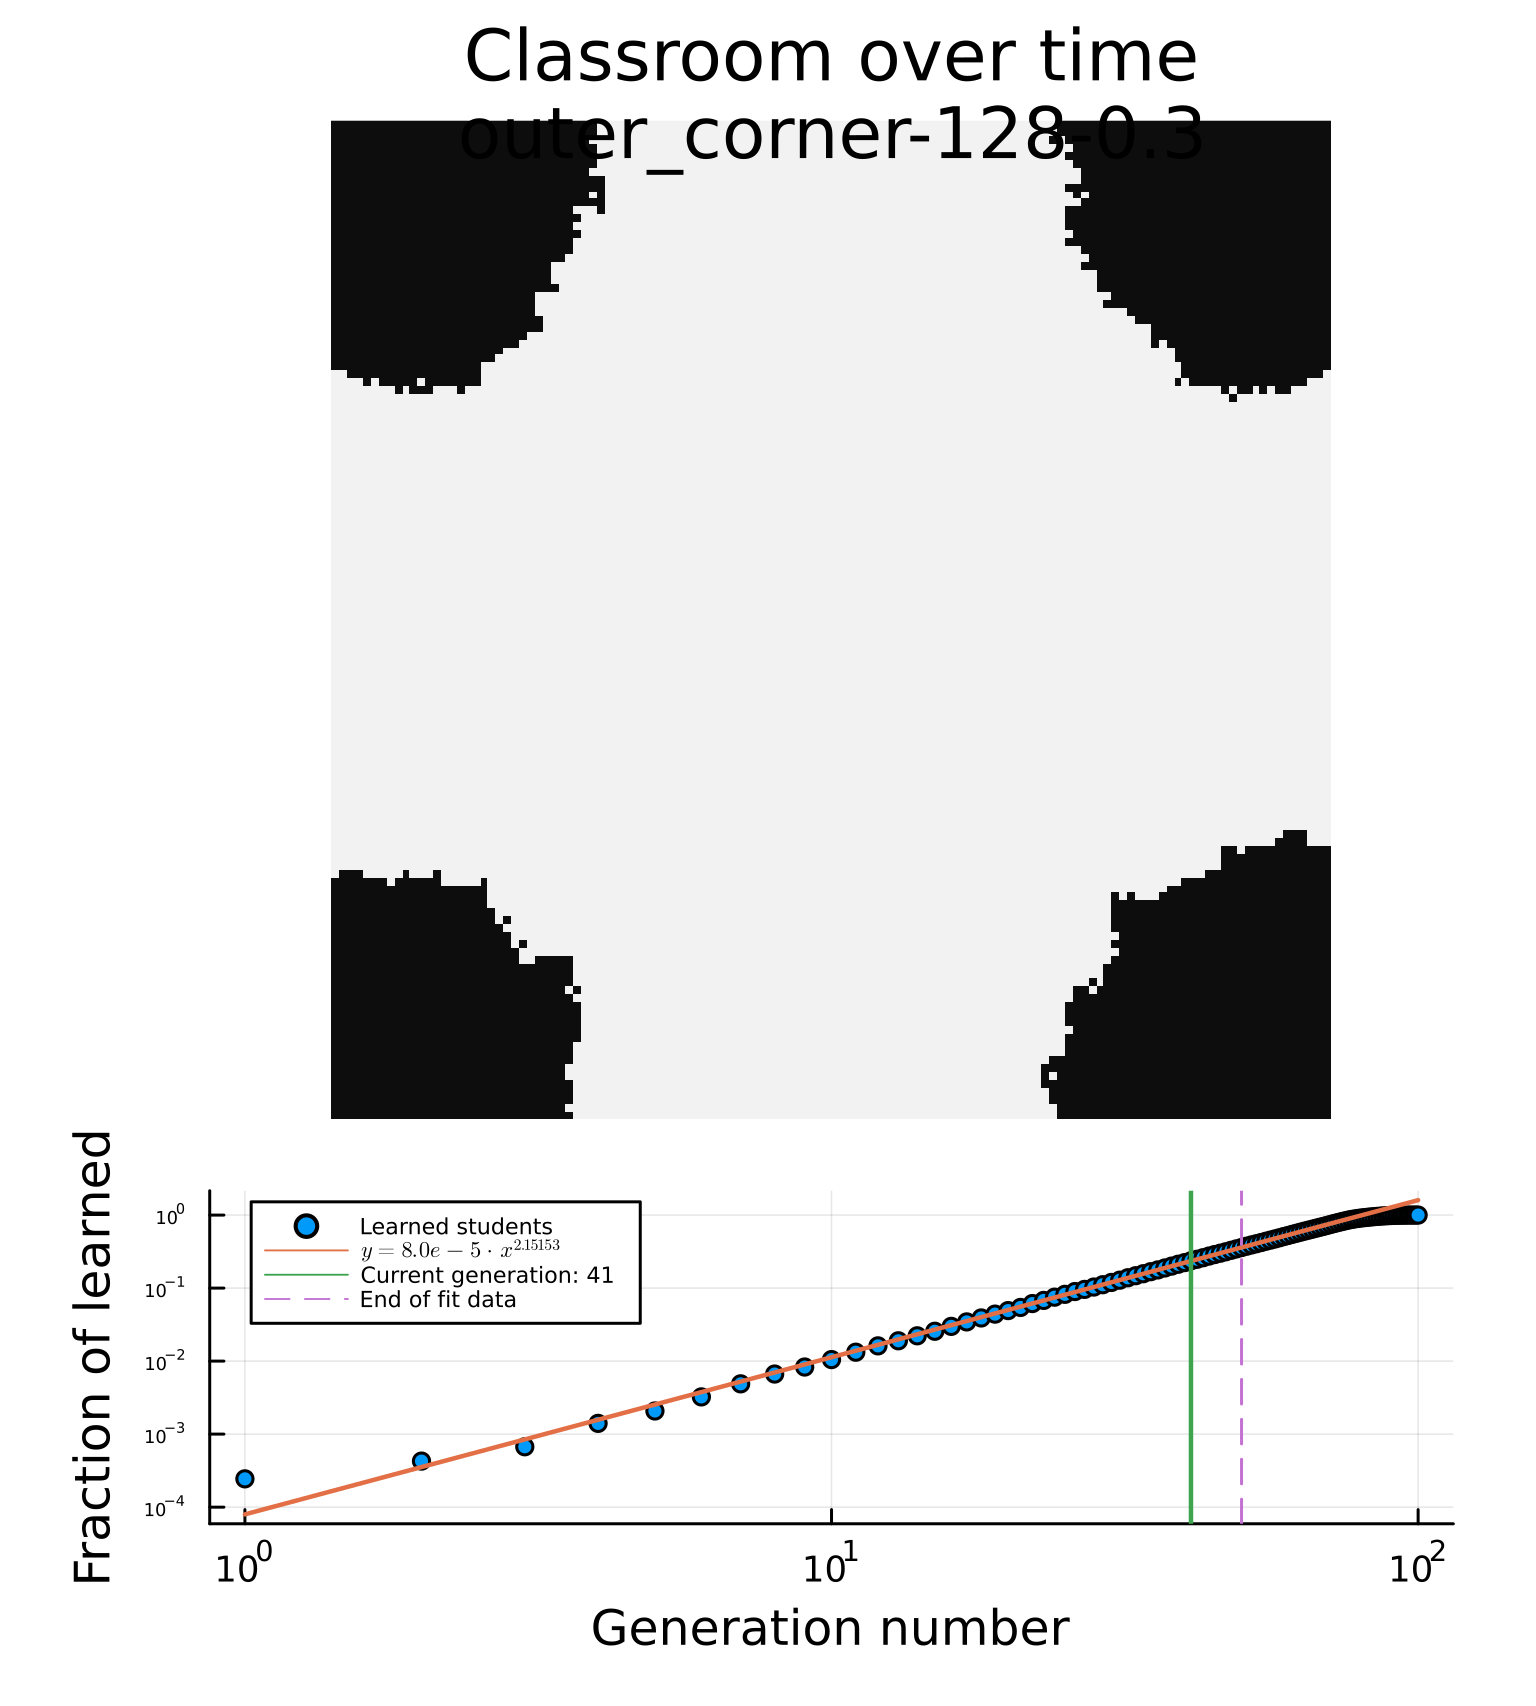 Classroom over time
outer_corner-128-0.3
Fraction of learned
10^0
10^-1
10^-2
10^-3
10^-4
Learned students
y = 8.0e − 5 · x^2.15153
Current generation: 41
End of fit data
10^0 10^1 10^2
Generation number